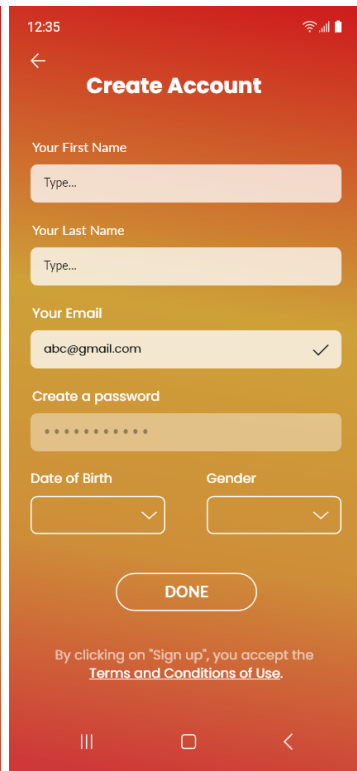 12:35
Create Account
Your First Name
Type...
Your Last Name
Type...
Your Email
abc@gmail.com
Create a password
Date of Birth Gender
DONE
By clicking on "Sign up", you accept the
Terms and Conditions of Use.